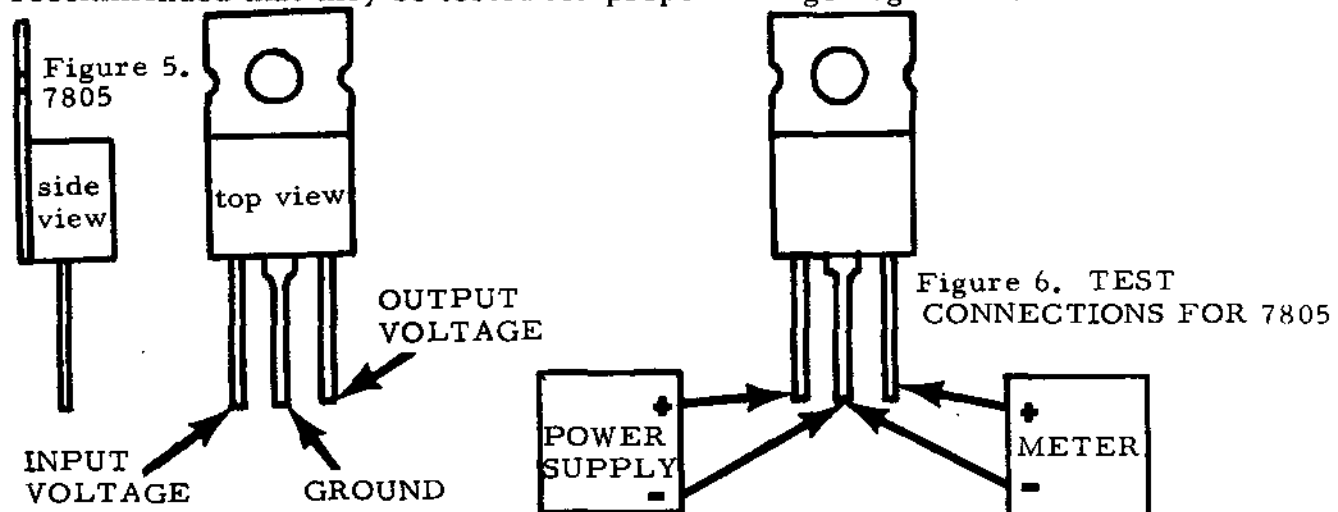 Figure 5.
7805
side
view
top view
OUTPUT
VOLTAGE
INPUT
VOLTAGE
GROUND
Figure 6. TEST
CONNECTIONS FOR 7805
+
POWER
SUPPLY
-
+
METER
-